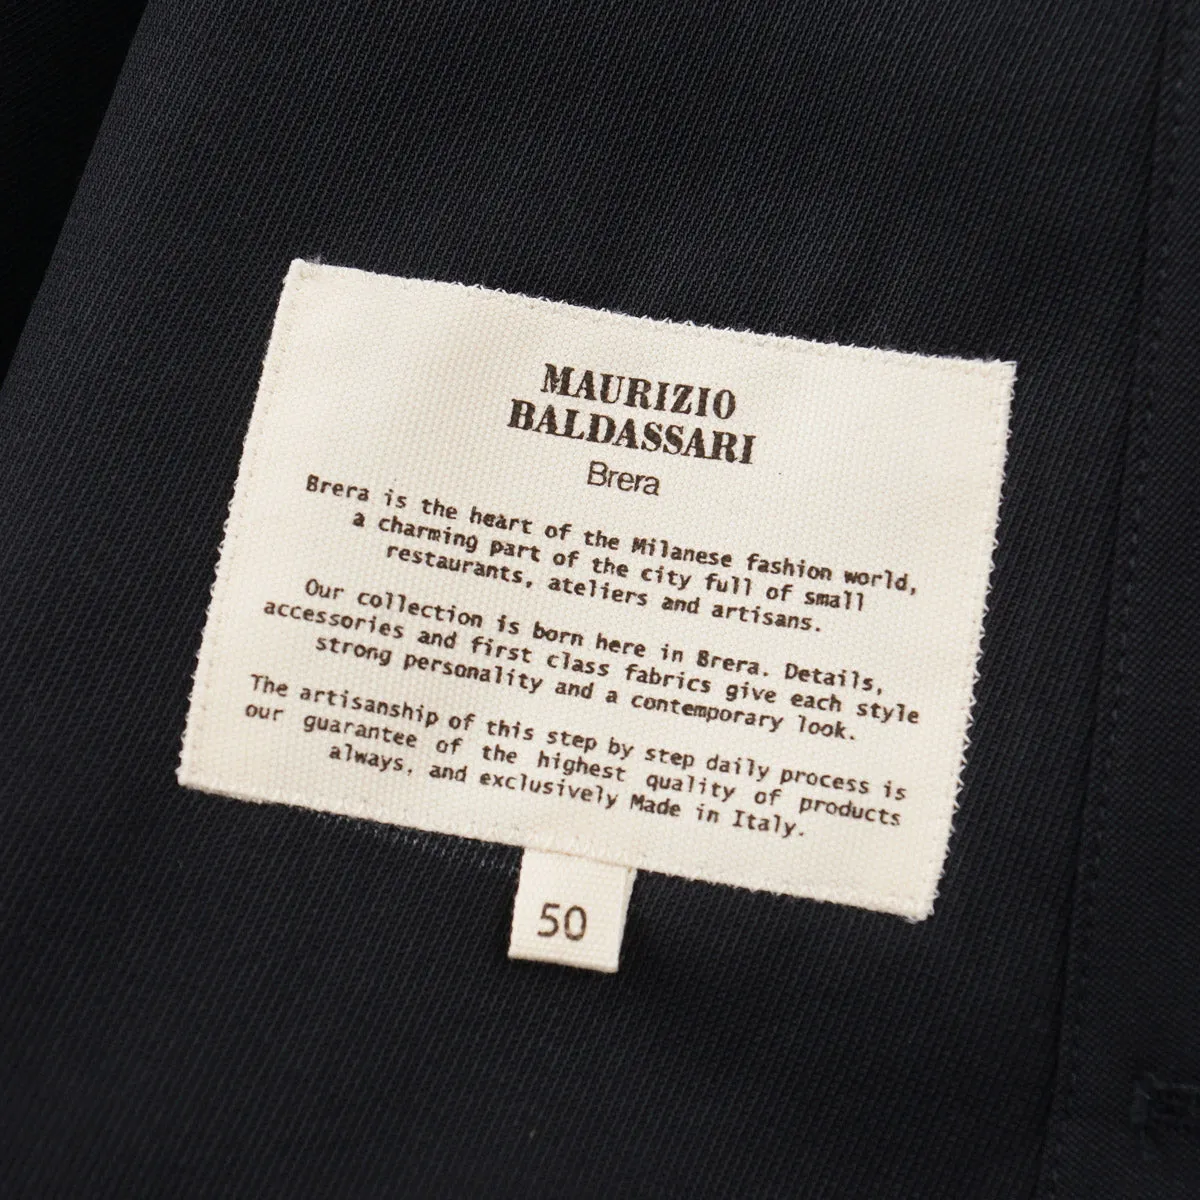 MAURIZIO
BALDASSARI
Brera
Brera is the heart of the Milanese fashion world,
a charming part of the city full of small
restaurants, ateliers and artisans.
Our collection is born here in Brera. Details,
accessories and first class fabrics give each style
strong personality and a contemporary look.
The artisanship of this step by step daily process is
our guarantee of the highest quality of products
always, and exclusively Made in Italy.
50